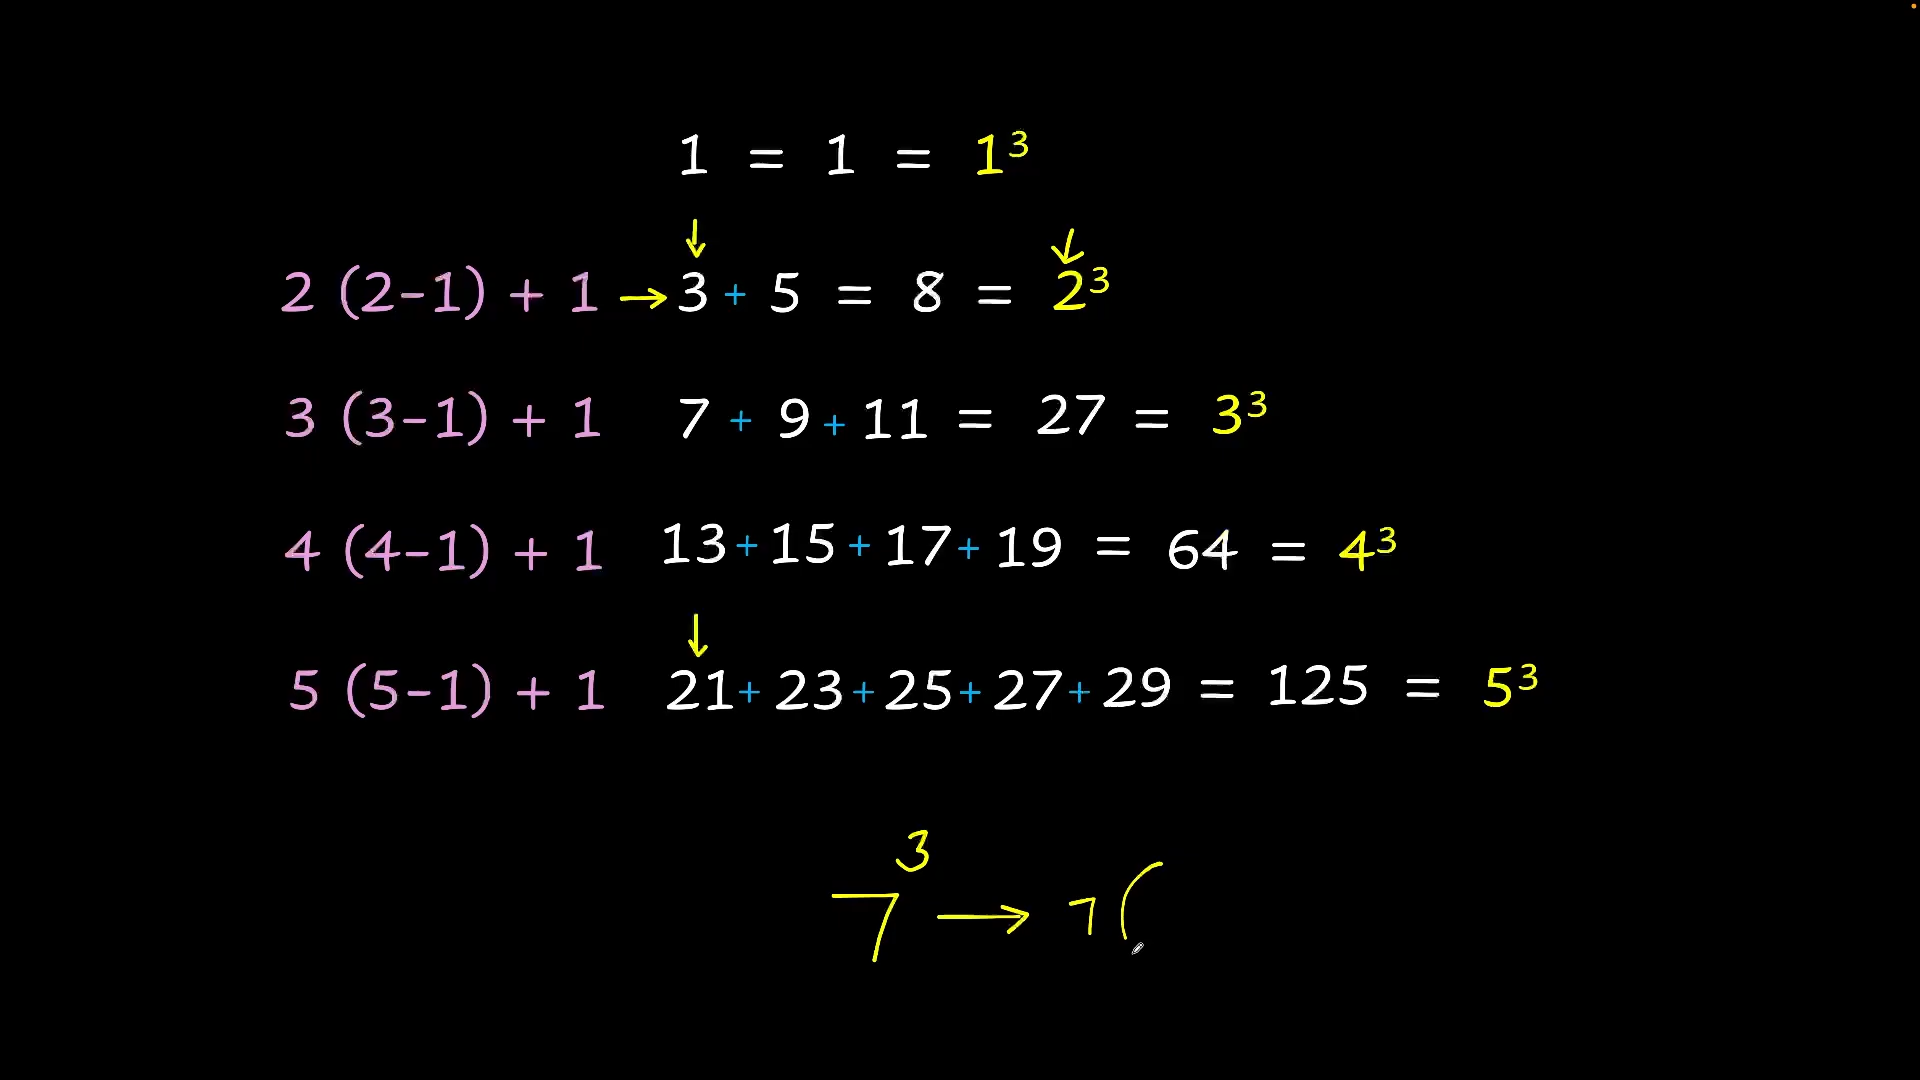 1 = 1 = 1³
2 (2-1) + 1 → 3 + 5 = 8 = 2³
3 (3-1) + 1 7 + 9 + 11 = 27 = 3³
4 (4-1) + 1 13 + 15 + 17 + 19 = 64 = 4³
5 (5-1) + 1 21 + 23 + 25 + 27 + 29 = 125 = 5³
7³ → 7(